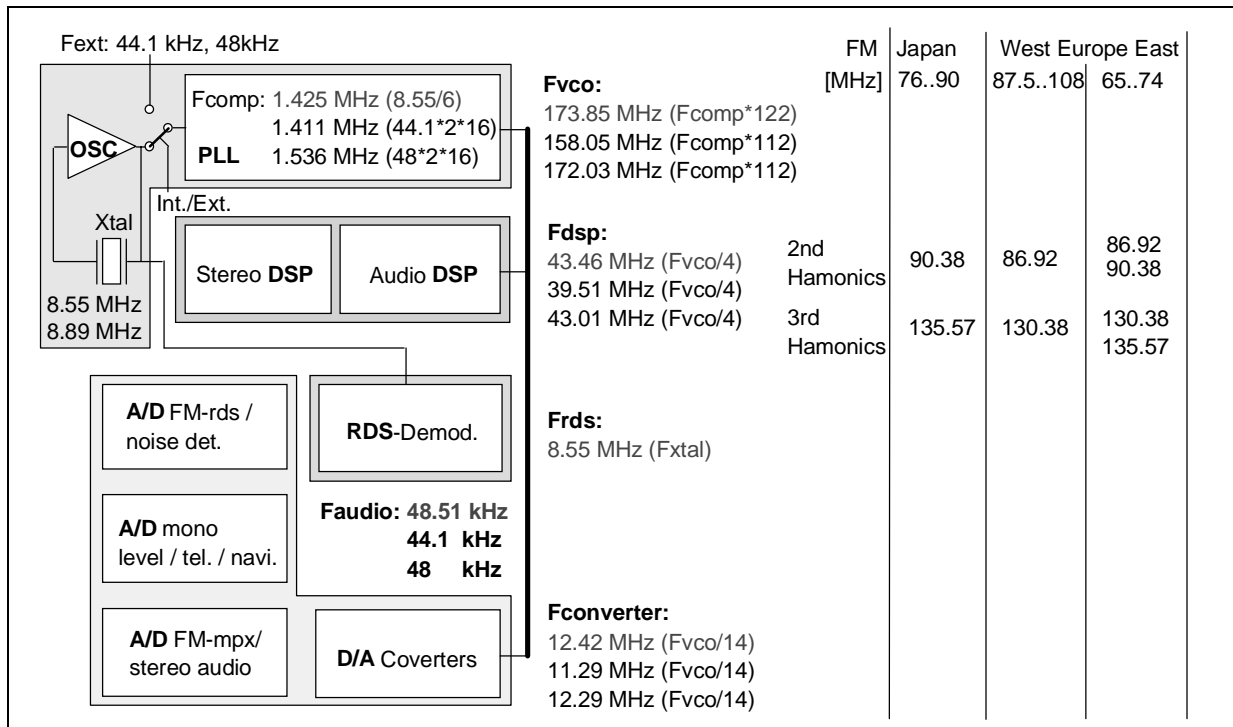 Fext: 44.1 kHz, 48kHz
OSC
Fcomp: 1.425 MHz (8.55/6)
1.411 MHz (44.1*2*16)
PLL 1.536 MHz (48*2*16)
Int./Ext.
Xtal
8.55 MHz
8.89 MHz
Stereo DSP
Audio DSP
A/D FM-rds /
noise det.
RDS-Demod.
A/D mono
level / tel. / navi.
Faudio: 48.51 kHz
44.1 kHz
48 kHz
A/D FM-mpx/
stereo audio
D/A Coverters
Fvco:
173.85 MHz (Fcomp*122)
158.05 MHz (Fcomp*112)
172.03 MHz (Fcomp*112)
Fdsp:
43.46 MHz (Fvco/4)
39.51 MHz (Fvco/4)
43.01 MHz (Fvco/4)
Frds:
8.55 MHz (Fxtal)
Fconverter:
12.42 MHz (Fvco/14)
11.29 MHz (Fvco/14)
12.29 MHz (Fvco/14)
FM Japan West Europe East
[MHz] 76..90 87.5..108 65..74
2nd
Hamonics
90.38 86.92
86.92
90.38
3rd
Hamonics
135.57 130.38
130.38
135.57